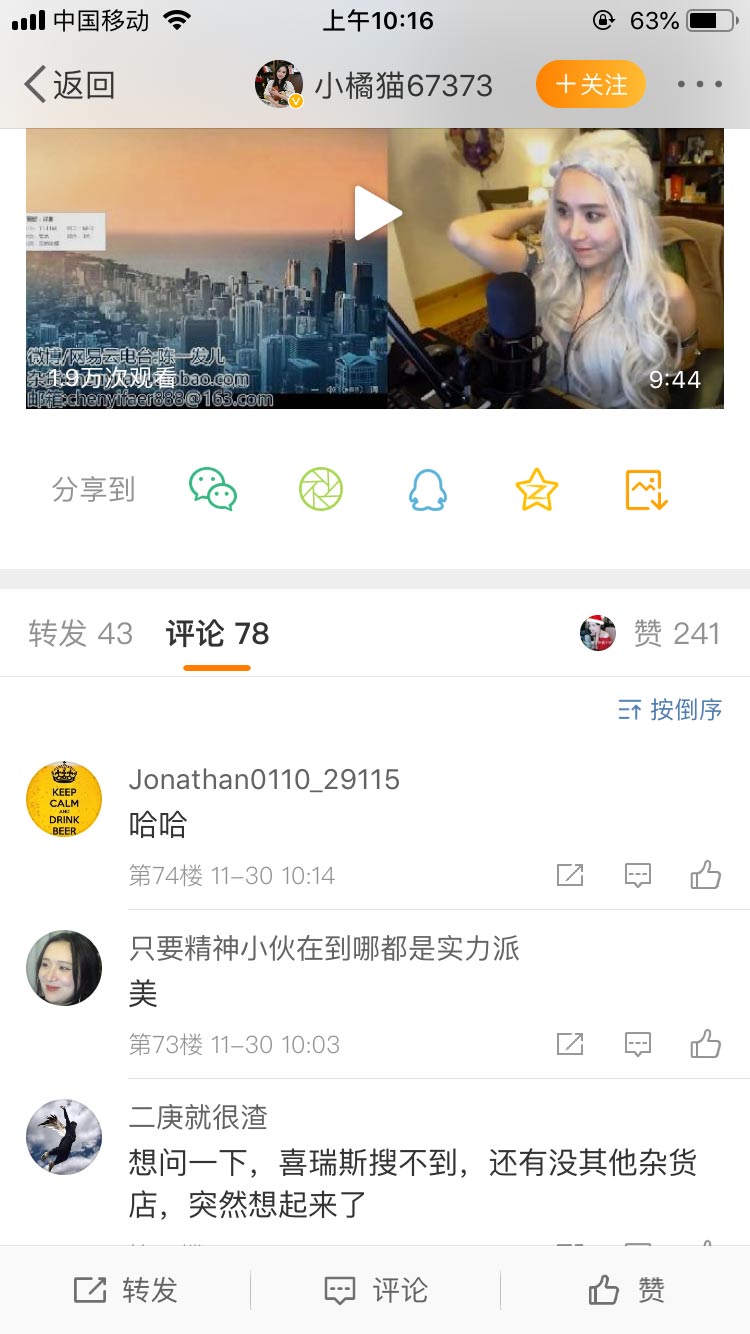 中国移动
上午10:16
63%
返回
小橘猫67373
+关注
微博/网易云电台:陈一发儿
1.9万次观看
9:44
邮箱:chenyifaer888@163.com
分享到
转发 43
评论 78
赞 241
按倒序
KEEP
CALM
AND
DRINK
BEER
Jonathan0110_29115
哈哈
第74楼 11-30 10:14
只要精神小伙在到哪都是实力派
美
第73楼 11-30 10:03
二庚就很渣
想问一下，喜瑞斯搜不到，还有没其他杂货
店，突然想起来了
转发
评论
赞